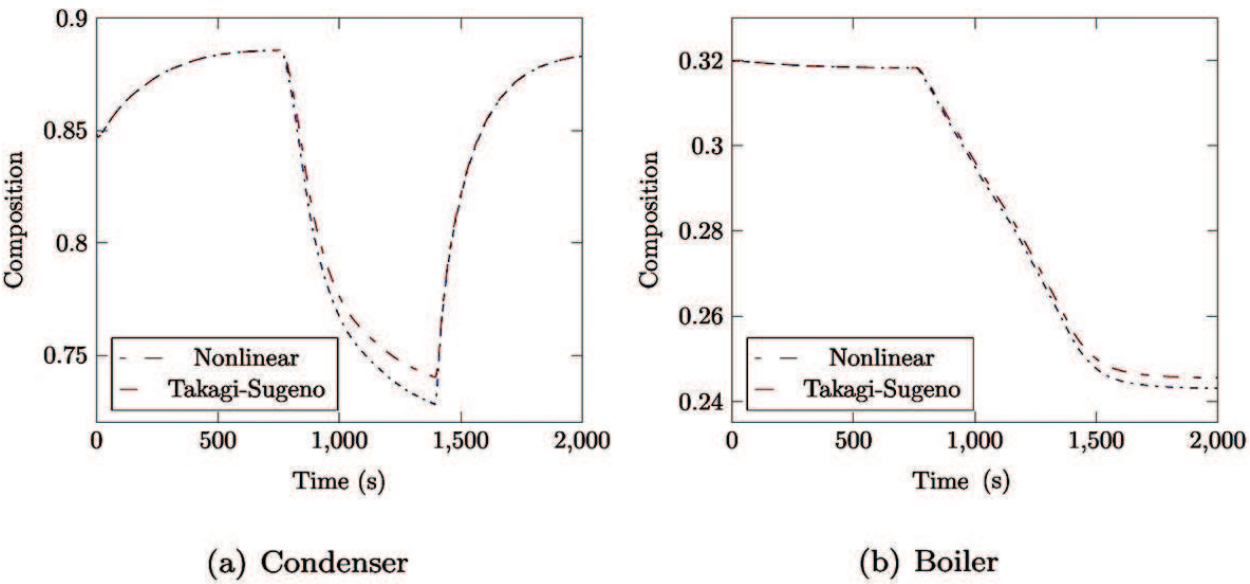 0.9
0.85
0.8
0.75
Composition
Nonlinear
Takagi-Sugeno
0
500
1,000
1,500
2,000
Time (s)
(a) Condenser
0.32
0.3
0.28
0.26
0.24
Composition
Nonlinear
Takagi-Sugeno
0
500
1,000
1,500
2,000
Time (s)
(b) Boiler